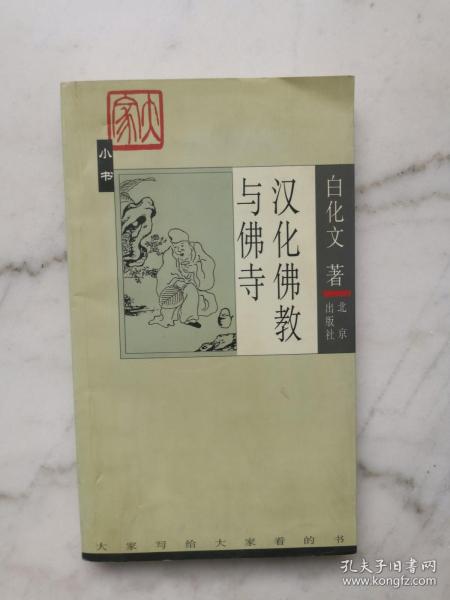 大家
小书
汉化佛教
与佛寺
白化文 著
北京
出版社
大家写给大家看的书
孔夫子旧书网
www.kongfz.com